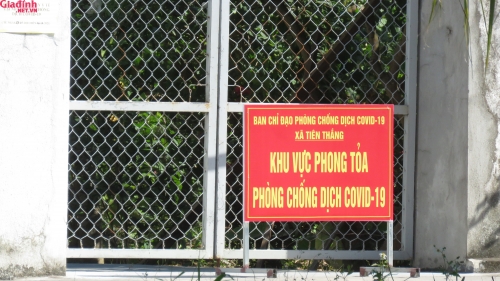 Giadinh
.NET.VN
BAN CHỈ ĐẠO PHÒNG CHỐNG DỊCH COVID-19
XÃ TIÊN THẮNG
KHU VỰC PHONG TỎA
PHÒNG CHỐNG DỊCH COVID-19